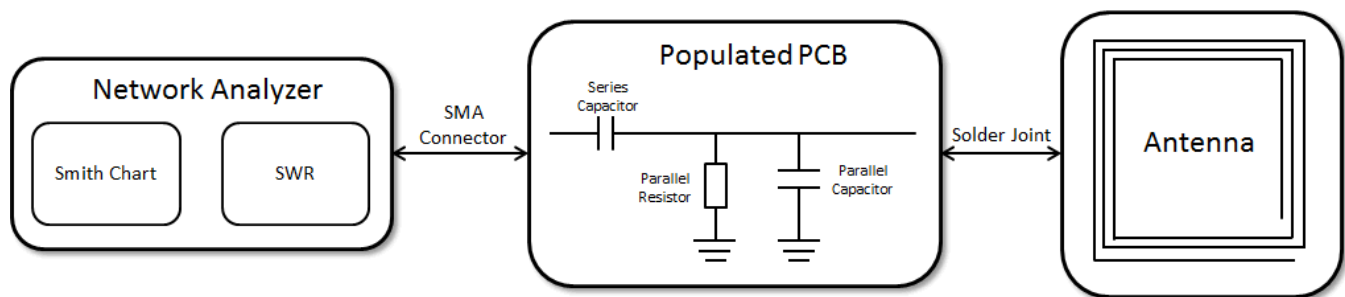 Network Analyzer
Smith Chart
SWR
SMA
Connector
Populated PCB
Series
Capacitor
Parallel
Resistor
Parallel
Capacitor
Solder Joint
Antenna